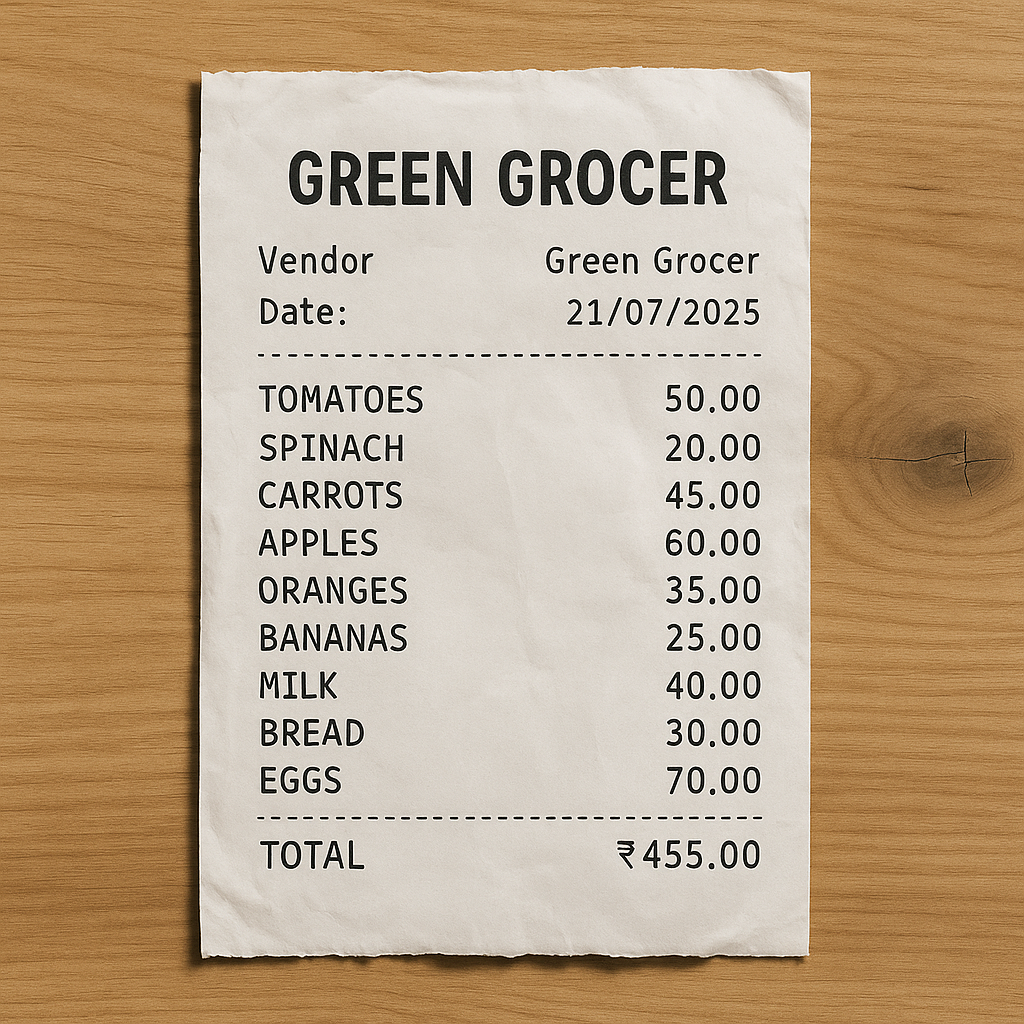 GREEN GROCER
Vendor Green Grocer
Date: 21/07/2025
TOMATOES 50.00
SPINACH 20.00
CARROTS 45.00
APPLES 60.00
ORANGES 35.00
BANANAS 25.00
MILK 40.00
BREAD 30.00
EGGS 70.00
TOTAL ₹455.00